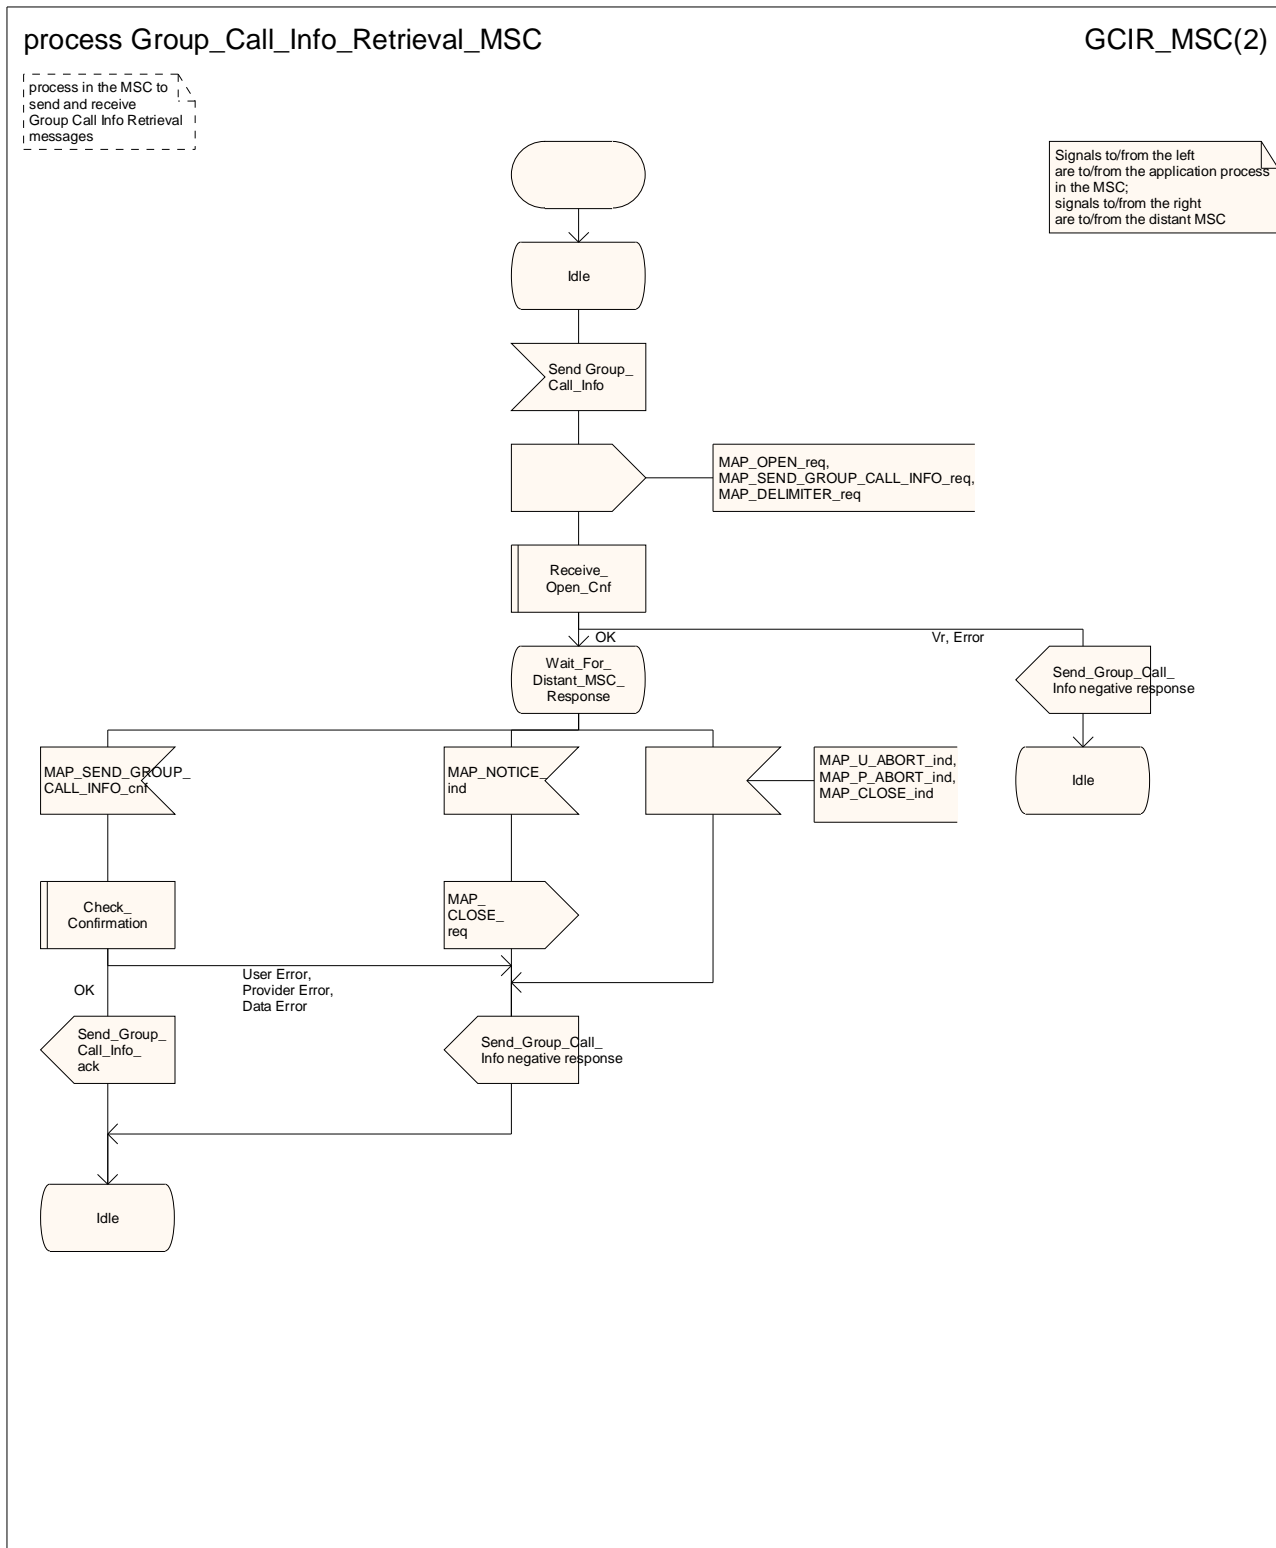 process Group_Call_Info_Retrieval_MSC
GCIR_MSC(2)
process in the MSC to
send and receive
Group Call Info Retrieval
messages
Signals to/from the left
are to/from the application process
in the MSC;
signals to/from the right
are to/from the distant MSC
Idle
Send Group_
Call_Info
MAP_OPEN_req,
MAP_SEND_GROUP_CALL_INFO_req,
MAP_DELIMITER_req
Receive_
Open_Cnf
OK
Vr, Error
Wait_For_
Distant_MSC_
Response
Send_Group_Call_
Info negative response
MAP_SEND_GROUP_
CALL_INFO_cnf
MAP_NOTICE_
ind
MAP_U_ABORT_ind,
MAP_P_ABORT_ind,
MAP_CLOSE_ind
Idle
Check_
Confirmation
MAP_
CLOSE_
req
User Error,
Provider Error,
Data Error
OK
Send_Group_
Call_Info_
ack
Send_Group_Call_
Info negative response
Idle